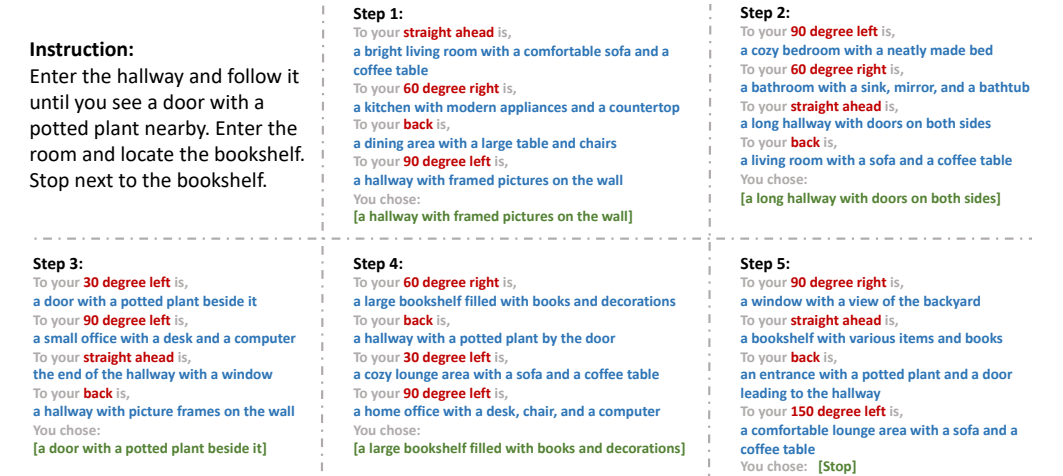 Instruction:
Enter the hallway and follow it
until you see a door with a
potted plant nearby. Enter the
room and locate the bookshelf.
Stop next to the bookshelf.
Step 1:
To your straight ahead is,
a bright living room with a comfortable sofa and a
coffee table
To your 60 degree right is,
a kitchen with modern appliances and a countertop
To your back is,
a dining area with a large table and chairs
To your 90 degree left is,
a hallway with framed pictures on the wall
You chose:
[a hallway with framed pictures on the wall]
Step 2:
To your 90 degree left is,
a cozy bedroom with a neatly made bed
To your 60 degree right is,
a bathroom with a sink, mirror, and a bathtub
To your straight ahead is,
a long hallway with doors on both sides
To your back is,
a living room with a sofa and a coffee table
You chose:
[a long hallway with doors on both sides]
Step 3:
To your 30 degree left is,
a door with a potted plant beside it
To your 90 degree left is,
a small office with a desk and a computer
To your straight ahead is,
the end of the hallway with a window
To your back is,
a hallway with picture frames on the wall
You chose:
[a door with a potted plant beside it]
Step 4:
To your 60 degree right is,
a large bookshelf filled with books and decorations
To your back is,
a hallway with a potted plant by the door
To your 30 degree left is,
a cozy lounge area with a sofa and a coffee table
To your 90 degree left is,
a home office with a desk, chair, and a computer
You chose:
[a large bookshelf filled with books and decorations]
Step 5:
To your 90 degree right is,
a window with a view of the backyard
To your straight ahead is,
a bookshelf with various items and books
To your back is,
an entrance with a potted plant and a door
leading to the hallway
To your 150 degree left is,
a comfortable lounge area with a sofa and a
coffee table
You chose: [Stop]